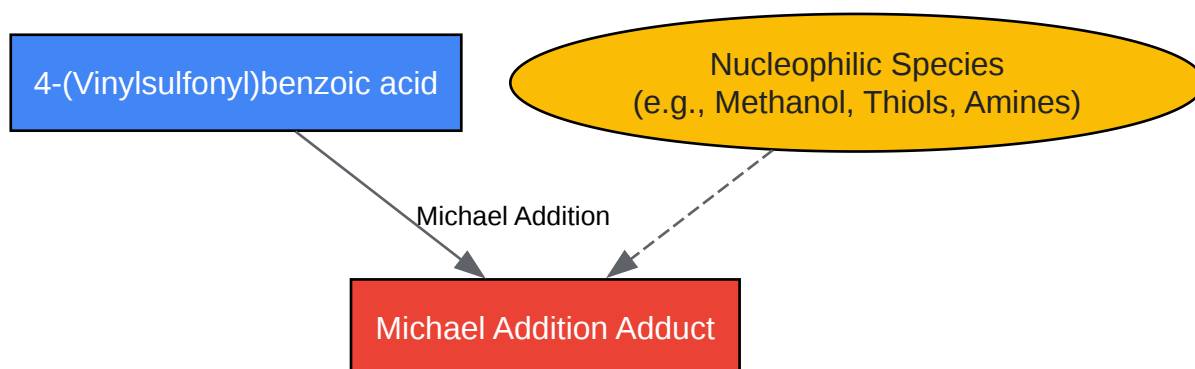 4-(Vinylsulfonyl)benzoic acid
Nucleophilic Species
(e.g., Methanol, Thiols, Amines)
Michael Addition
Michael Addition Adduct